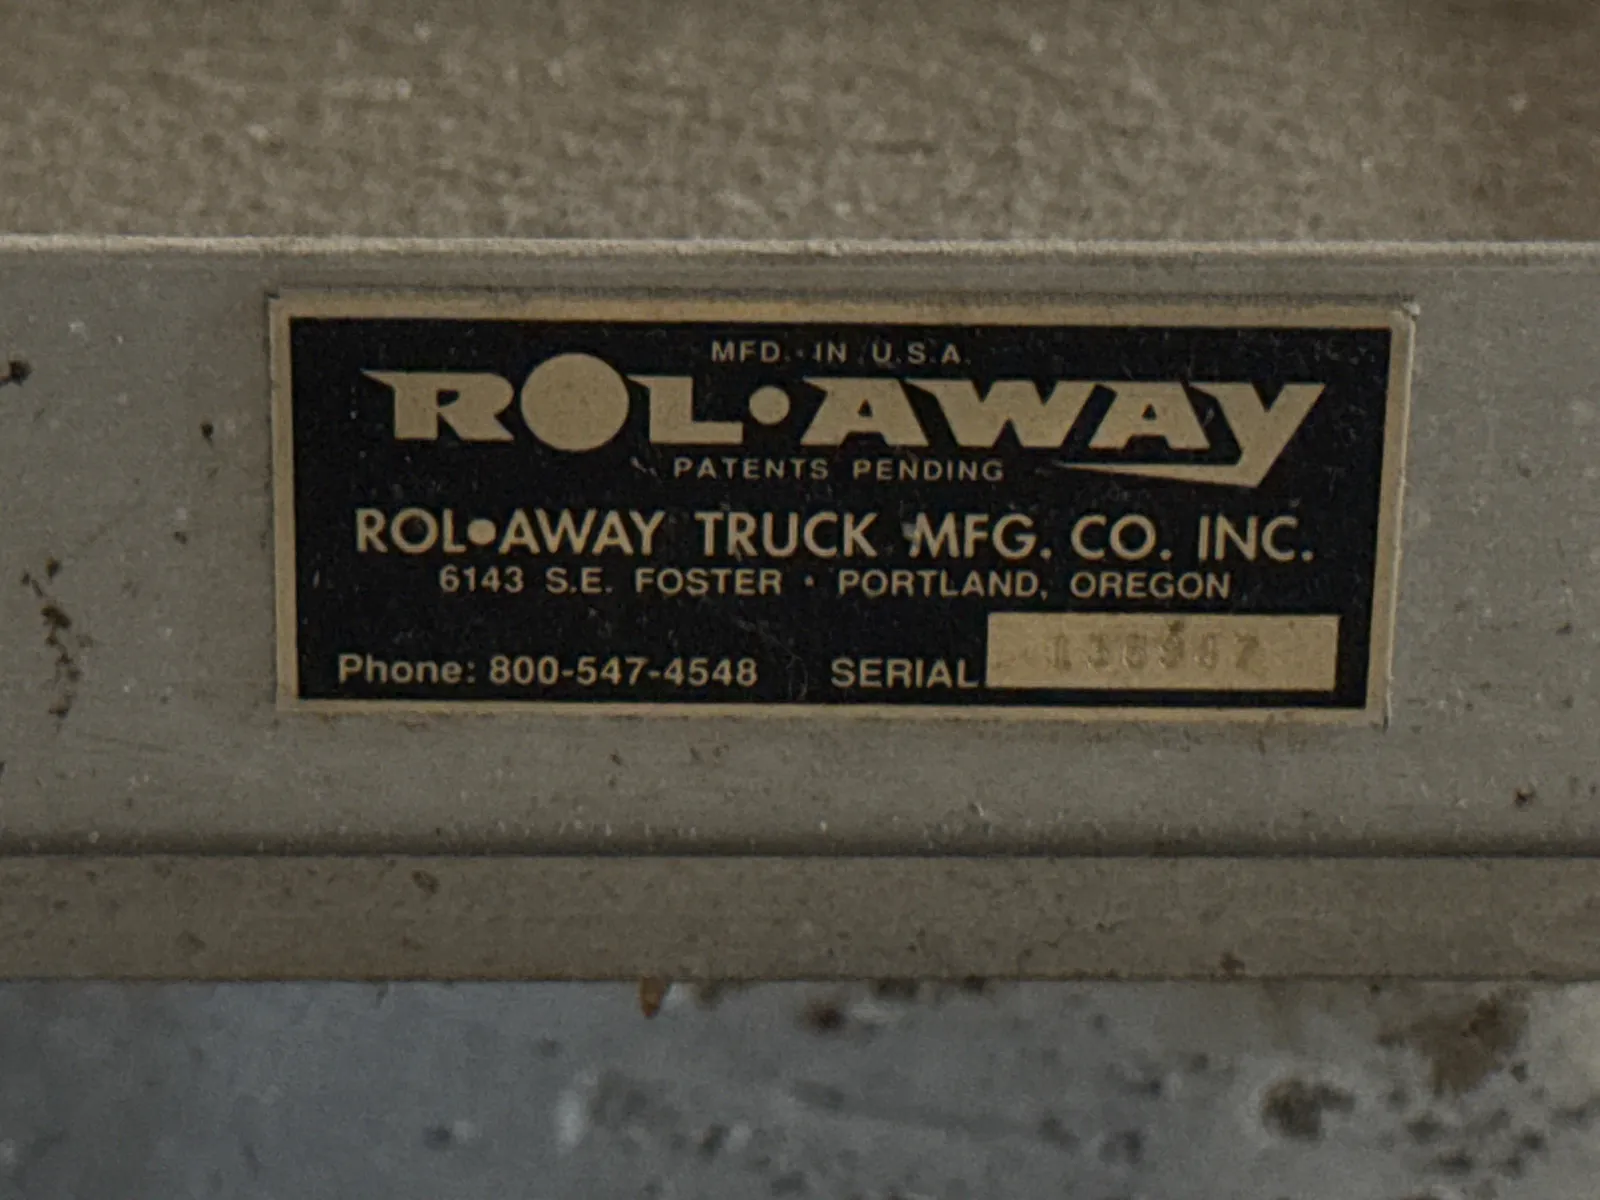 MFD. IN U.S.A.
ROL•AWAY
PATENTS PENDING
ROL•AWAY TRUCK MFG. CO. INC.
6143 S.E. FOSTER • PORTLAND, OREGON
Phone: 800-547-4548 SERIAL